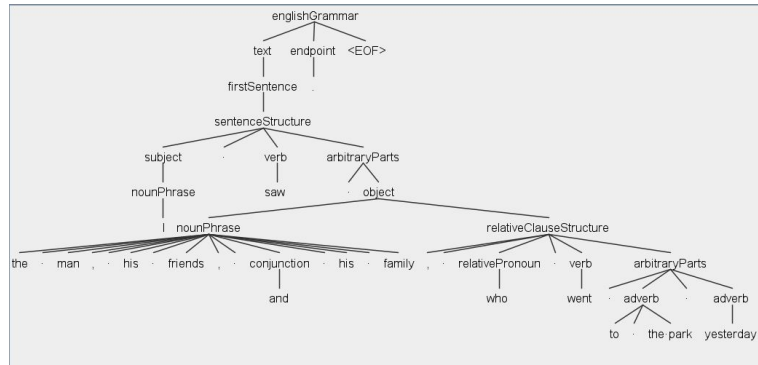 englishGrammar
text endpoint <EOF>
firstSentence .
sentenceStructure
subject · verb arbitraryParts
nounPhrase saw · object
I nounPhrase relativeClauseStructure
the · man , · his · friends , · conjunction · his · family , · relativePronoun · verb arbitraryParts
and who went · adverb · adverb
to · the·park yesterday